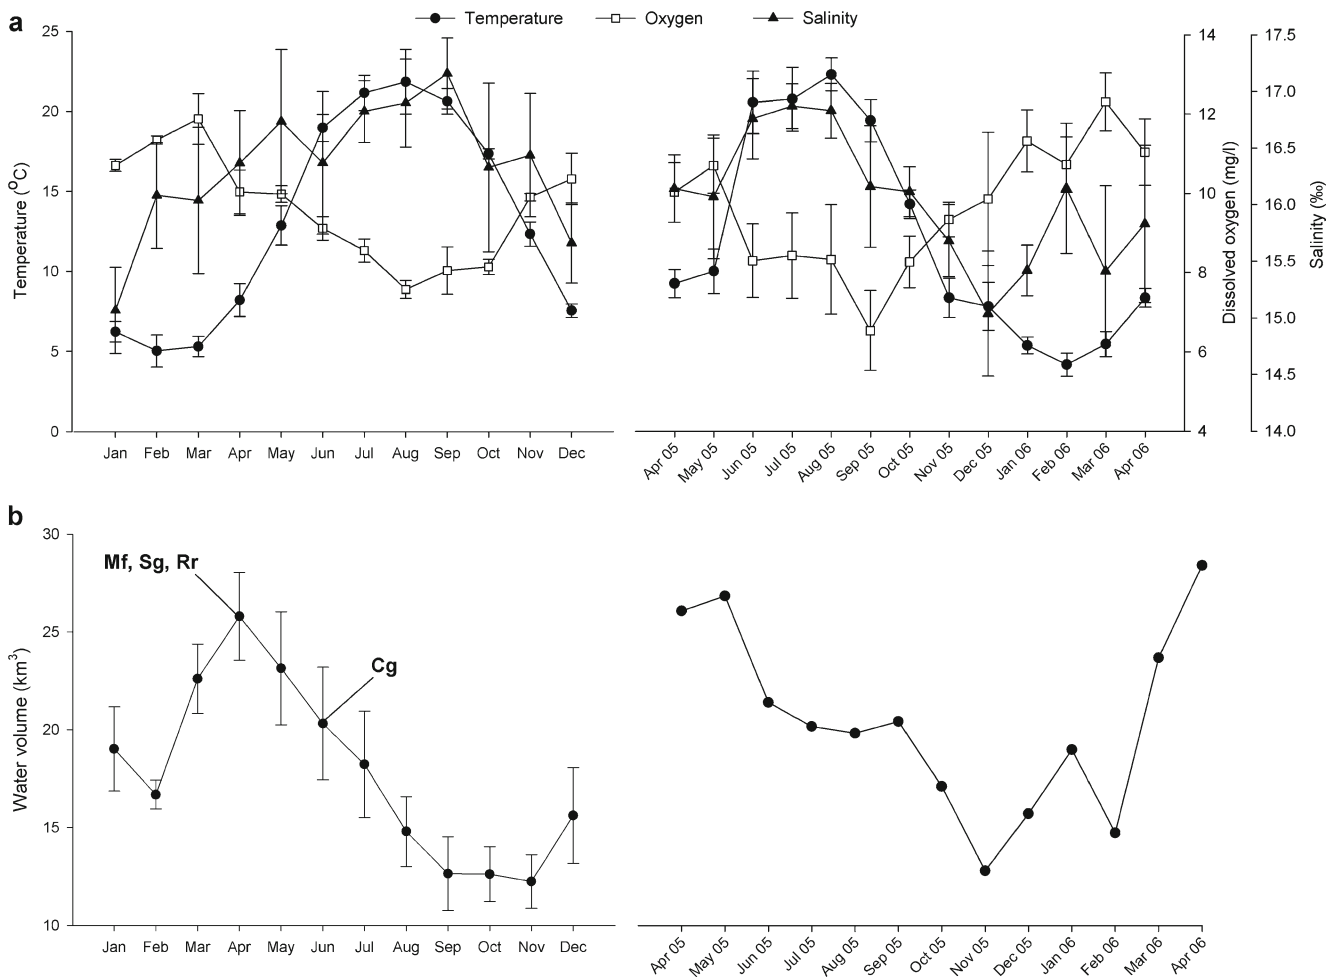 a
Temperature Oxygen Salinity
Temperature (ºC)
25
20
15
10
5
0
Jan Feb Mar Apr May Jun Jul Aug Sep Oct Nov Dec
Apr 05 May 05 Jun 05 Jul 05 Aug 05 Sep 05 Oct 05 Nov 05 Dec 05 Jan 06 Feb 06 Mar 06 Apr 06
14
12
10
8
6
4
Dissolved oxygen (mg/l)
17.5
17.0
16.5
16.0
15.5
15.0
14.5
14.0
Salinity (‰)
b
Water volume (km³)
30
25
20
15
10
Mf, Sg, Rr
Cg
Jan Feb Mar Apr May Jun Jul Aug Sep Oct Nov Dec
Apr 05 May 05 Jun 05 Jul 05 Aug 05 Sep 05 Oct 05 Nov 05 Dec 05 Jan 06 Feb 06 Mar 06 Apr 06